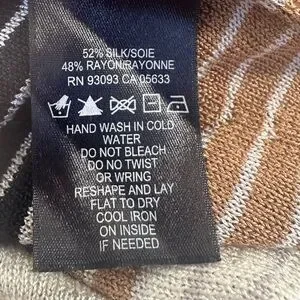 52% SILK/SOIE
48% RAYON/RAYONNE
RN 93093 CA 05633
HAND WASH IN COLD
WATER
DO NOT BLEACH
DO NO TWIST
OR WRING
RESHAPE AND LAY
FLAT TO DRY
COOL IRON
ON INSIDE
IF NEEDED